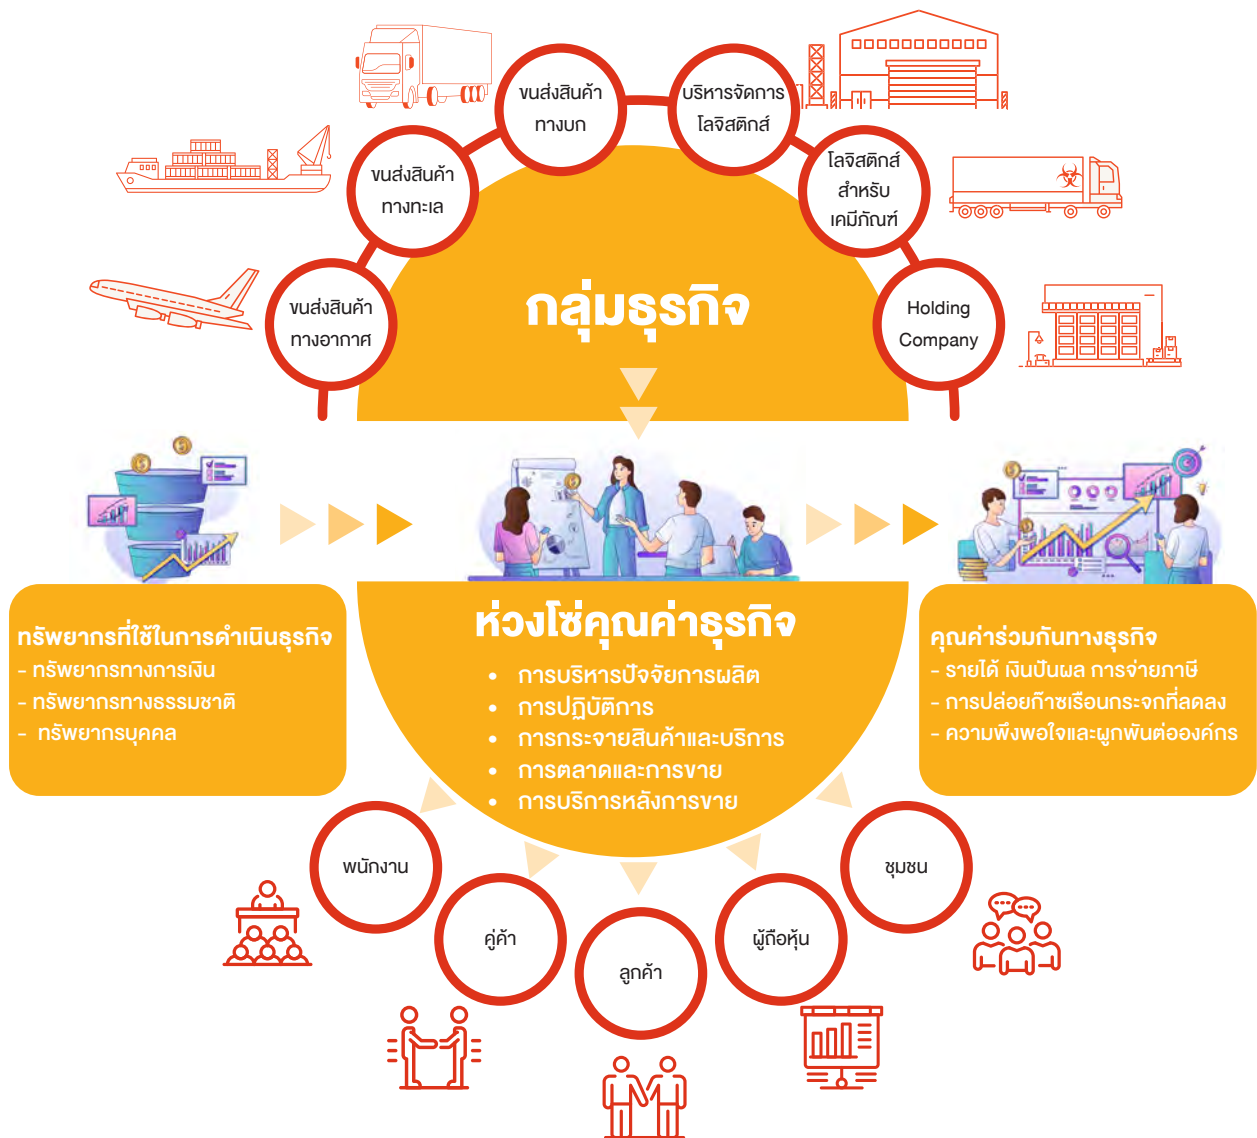 ขนส่งสินค้า
ทางบก
บริหารจัดการ
โลจิสติกส์
ขนส่งสินค้า
ทางทะเล
โลจิสติกส์
สำหรับ
เคมีภัณฑ์
ขนส่งสินค้า
ทางอากาศ
Holding
Company
กลุ่มธุรกิจ
ทรัพยากรที่ใช้ในการดำเนินธุรกิจ
- ทรัพยากรทางการเงิน
- ทรัพยากรทางธรรมชาติ
- ทรัพยากรบุคคล
ห่วงโซ่คุณค่าธุรกิจ
• การบริหารปัจจัยการผลิต
• การปฏิบัติการ
• การกระจายสินค้าและบริการ
• การตลาดและการขาย
• การบริการหลังการขาย
คุณค่าร่วมกันทางธุรกิจ
- รายได้ เงินปันผล การจ่ายภาษี
- การปล่อยก๊าซเรือนกระจกที่ลดลง
- ความพึงพอใจและผูกพันต่อองค์กร
พนักงาน
คู่ค้า
ลูกค้า
ผู้ถือหุ้น
ชุมชน